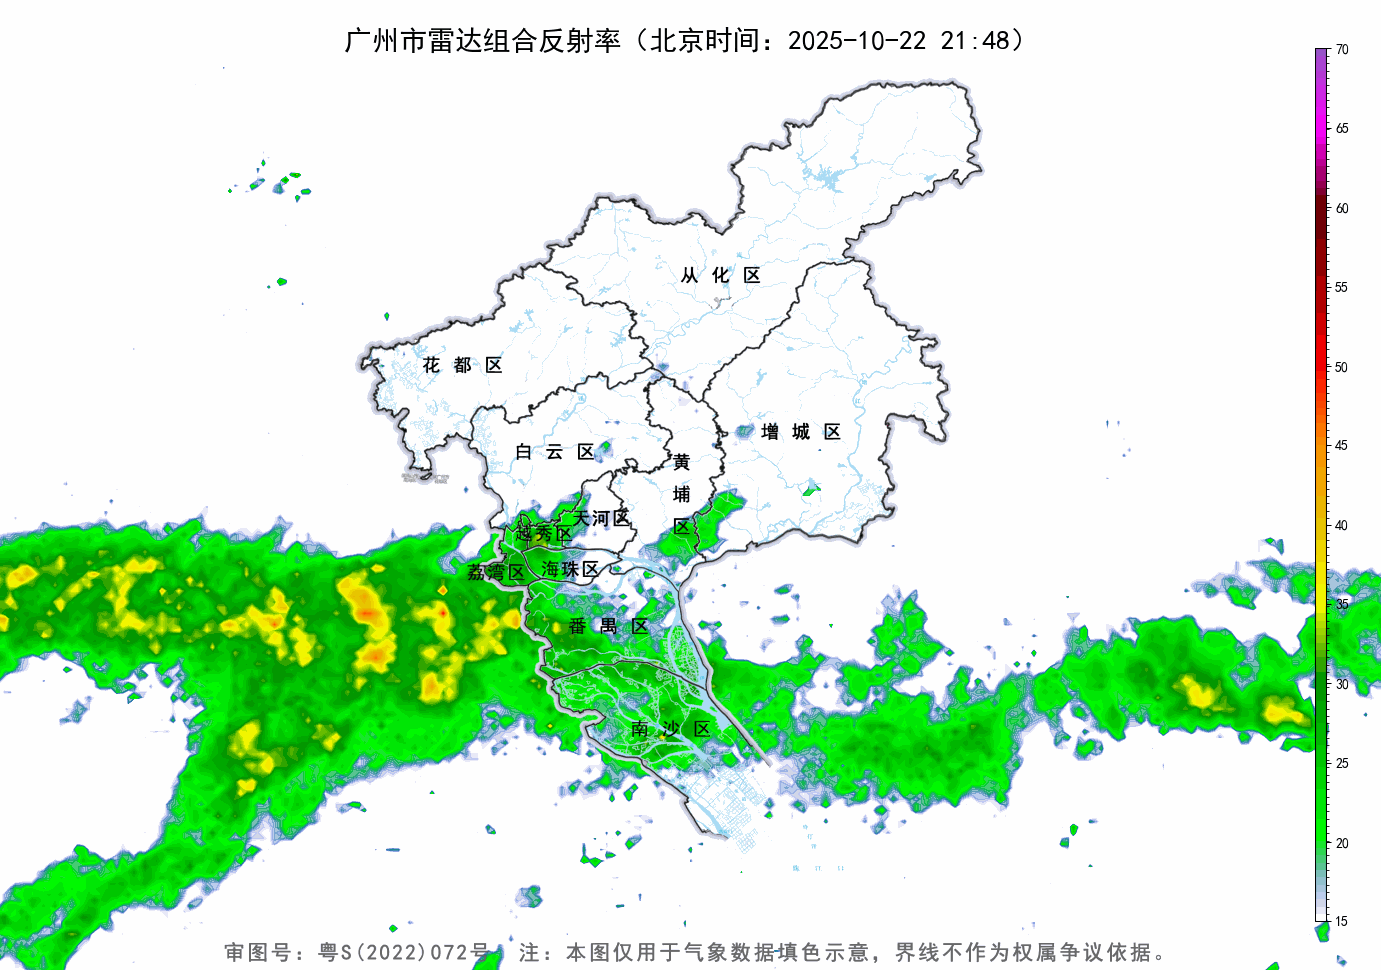 广州市雷达组合反射率（北京时间：2025-10-22 21:48）
70
65
60
55
50
45
40
35
30
25
20
15
从化区
花都区
增城区
白云区
黄埔区
天河区
越秀区
荔湾区
海珠区
番禺区
南沙区
审图号：粤S(2022)072号 注：本图仅用于气象数据填色示意，界线不作为权属争议依据。